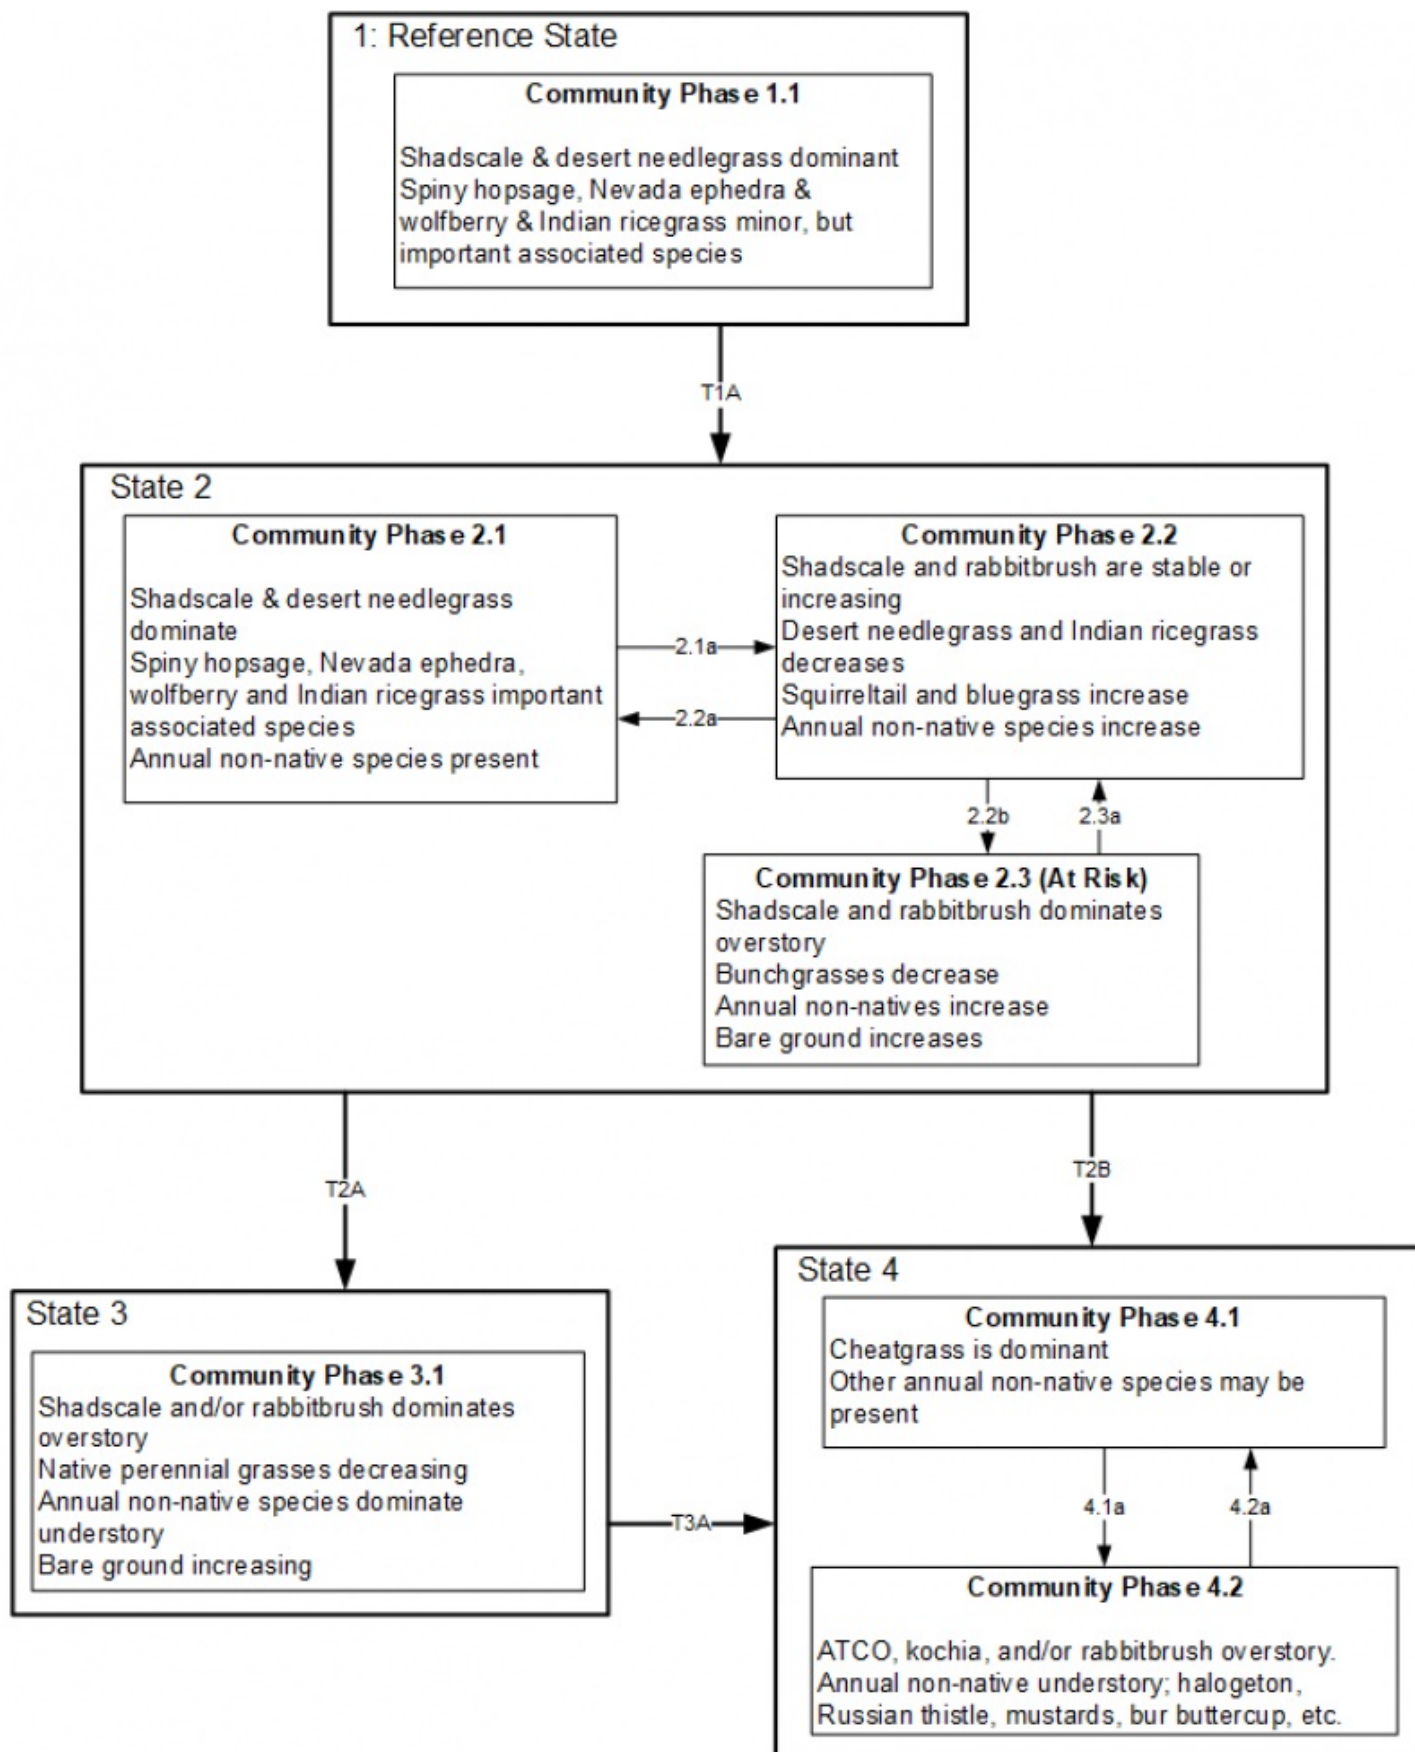 1: Reference State
Community Phase 1.1
Shadscale & desert needlegrass dominant
Spiny hopsage, Nevada ephedra &
wolfberry & Indian ricegrass minor, but
important associated species
T1A
State 2
Community Phase 2.1
Shadscale & desert needlegrass
dominate
Spiny hopsage, Nevada ephedra,
wolfberry and Indian ricegrass important
associated species
Annual non-native species present
2.1a
2.2a
Community Phase 2.2
Shadscale and rabbitbrush are stable or
increasing
Desert needlegrass and Indian ricegrass
decreases
Squirreltail and bluegrass increase
Annual non-native species increase
2.2b
2.3a
Community Phase 2.3 (At Risk)
Shadscale and rabbitbrush dominates
overstory
Bunchgrasses decrease
Annual non-natives increase
Bare ground increases
T2A
T2B
State 3
Community Phase 3.1
Shadscale and/or rabbitbrush dominates
overstory
Native perennial grasses decreasing
Annual non-native species dominate
understory
Bare ground increasing
T3A
State 4
Community Phase 4.1
Cheatgrass is dominant
Other annual non-native species may be
present
4.1a
4.2a
Community Phase 4.2
ATCO, kochia, and/or rabbitbrush overstory.
Annual non-native understory; halogeton,
Russian thistle, mustards, bur buttercup, etc.